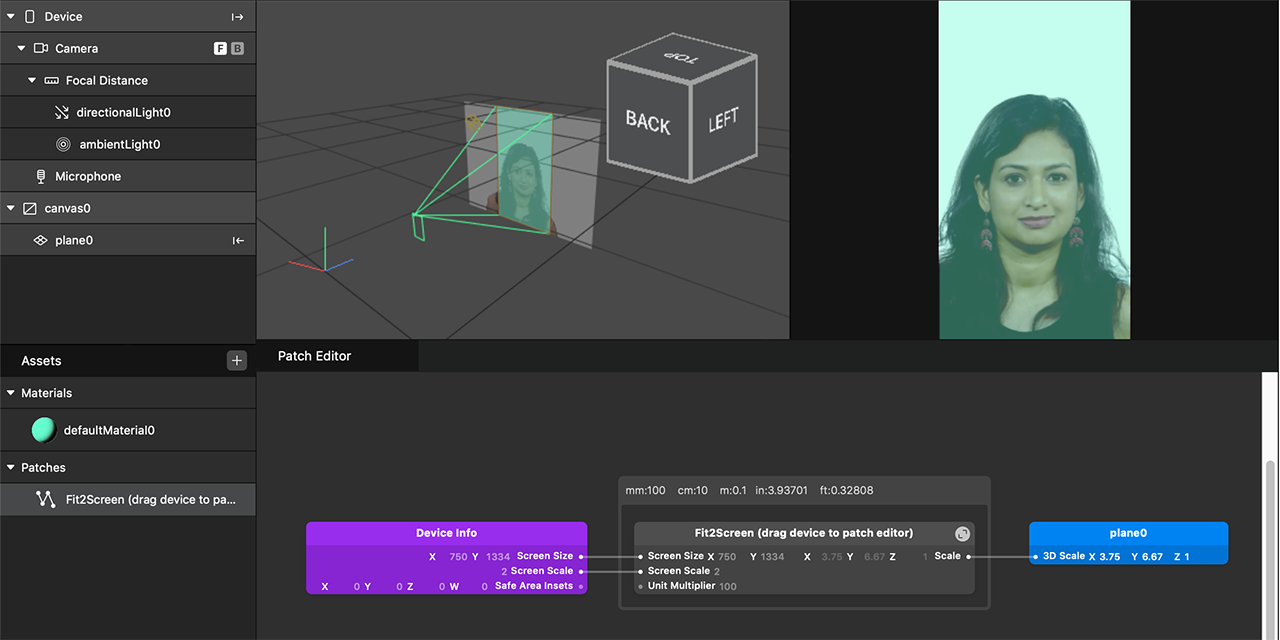 Device
Camera F B
Focal Distance
directionalLight0
ambientLight0
Microphone
canvas0
plane0
TOP
BACK LEFT
Assets +
Materials
defaultMaterial0
Patches
Fit2Screen (drag device to pa...
Patch Editor
mm:100 cm:10 m:0.1 in:3.93701 ft:0.32808
Device Info
X 750 Y 1334 Screen Size
2 Screen Scale
X 0 Y 0 Z 0 W 0 Safe Area Insets
Fit2Screen (drag device to patch editor)
Screen Size X 750 Y 1334 X 3.75 Y 6.67 Z 1 Scale
Screen Scale 2
Unit Multiplier 100
plane0
3D Scale X 3.75 Y 6.67 Z 1